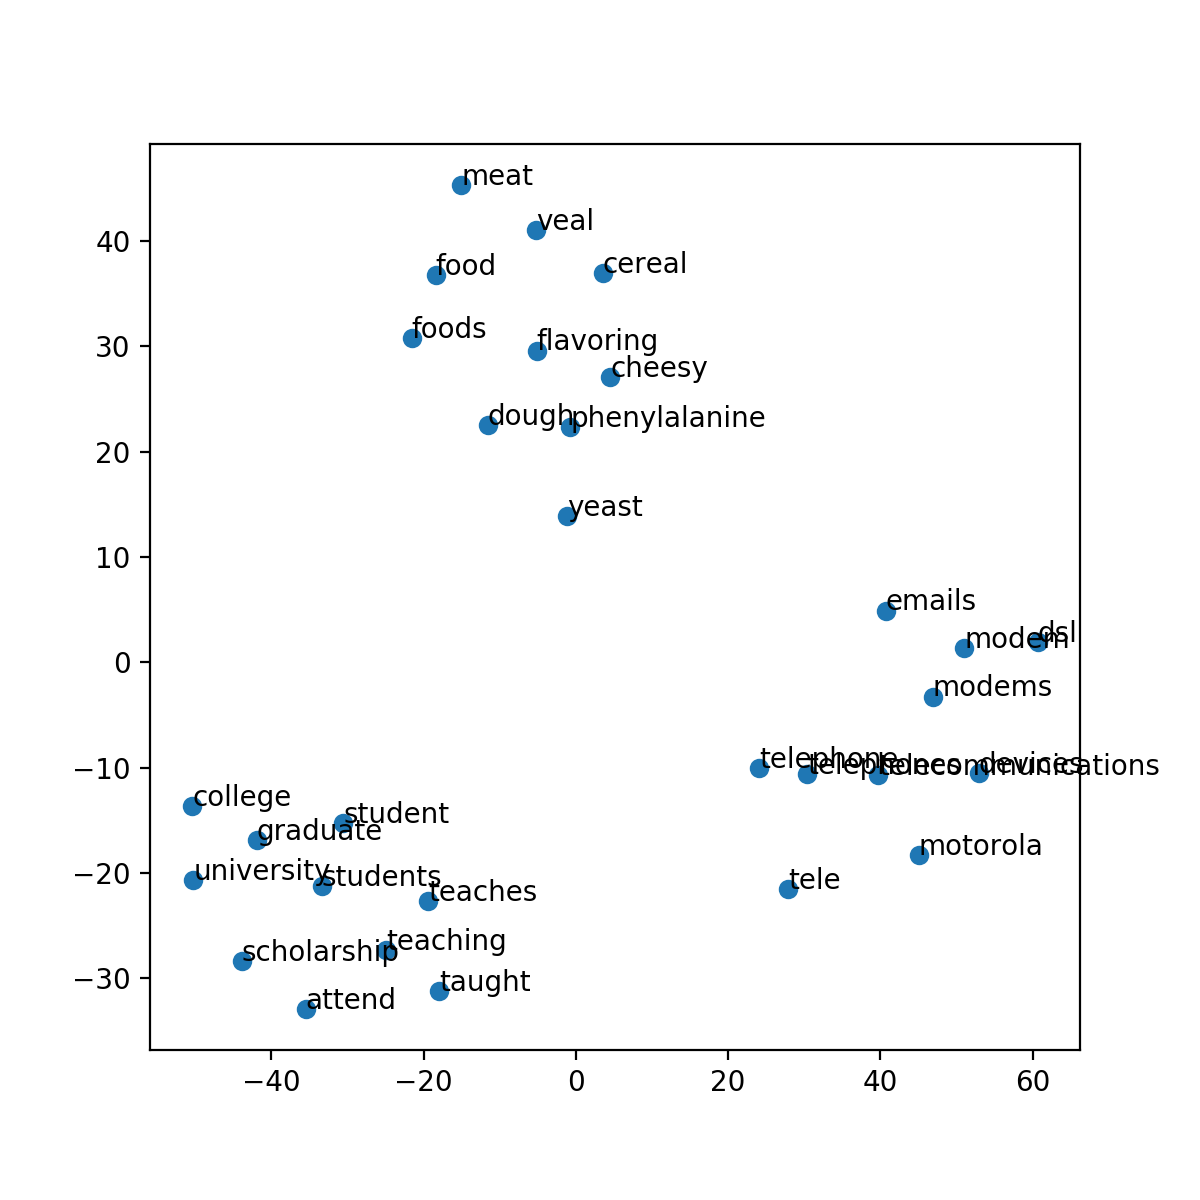 meat
veal
40
food
cereal
foods
30
flavoring
cheesy
dough
phenylalanine
20
yeast
10
emails
dsl
modem
0
modems
telephone
telephones
telecommunications
devices
−10
college
student
graduate
motorola
university
students
−20
tele
teaches
teaching
scholarship
taught
−30
attend
−40
−20
0
20
40
60